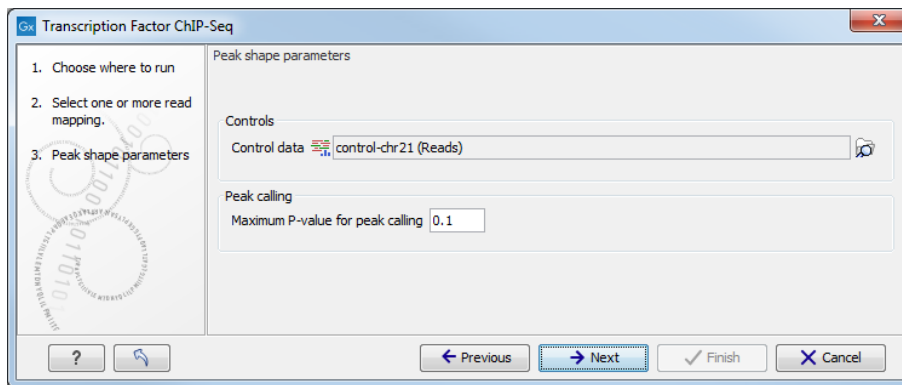 Gx Transcription Factor ChIP-Seq
1. Choose where to run
2. Select one or more read
mapping.
3. Peak shape parameters
Peak shape parameters
Controls
Control data control-chr21 (Reads)
Peak calling
Maximum P-value for peak calling 0.1
? Previous Next Finish X Cancel